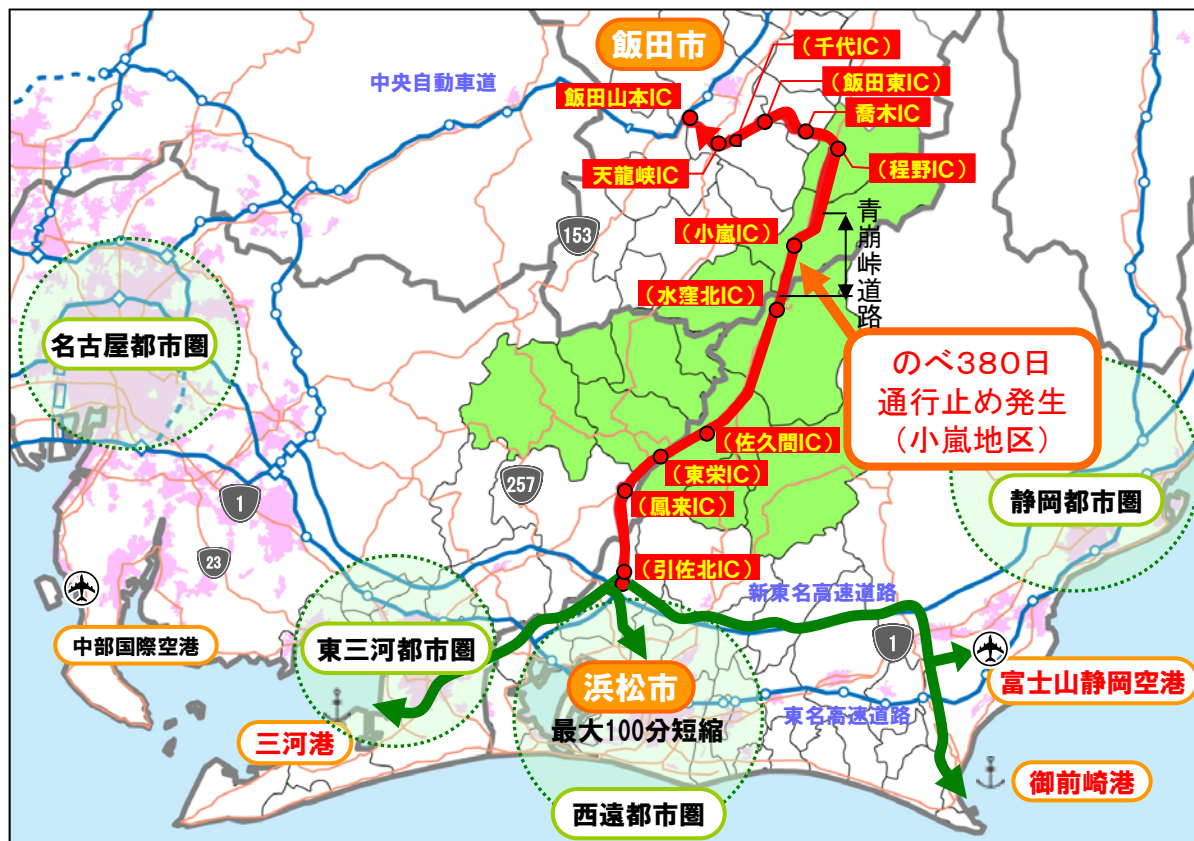 飯田市
(千代IC)
中央自動車道
(飯田東IC)
飯田山本IC
喬木IC
天龍峡IC
(程野IC)
153
(小嵐IC)
青崩峠道路
(水窪北IC)
名古屋都市圏
のべ380日
通行止め発生
(小嵐地区)
(佐久間IC)
(東栄IC)
257
(鳳来IC)
1
静岡都市圏
23
(引佐北IC)
新東名高速道路
中部国際空港
東三河都市圏
1
浜松市
富士山静岡空港
最大100分短縮
東名高速道路
三河港
御前崎港
西遠都市圏